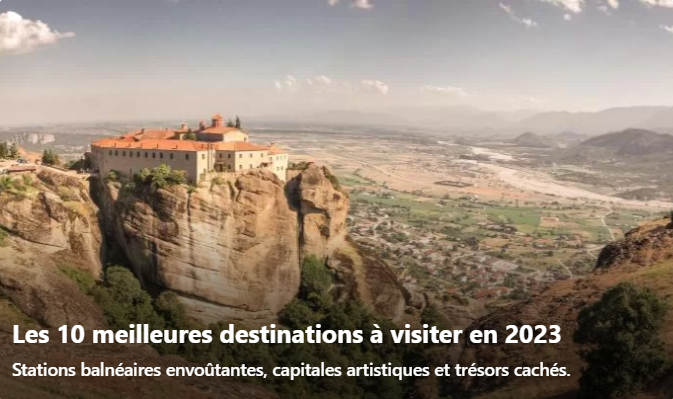 Les 10 meilleures destinations à visiter en 2023
Stations balnéaires envoûtantes, capitales artistiques et trésors cachés.